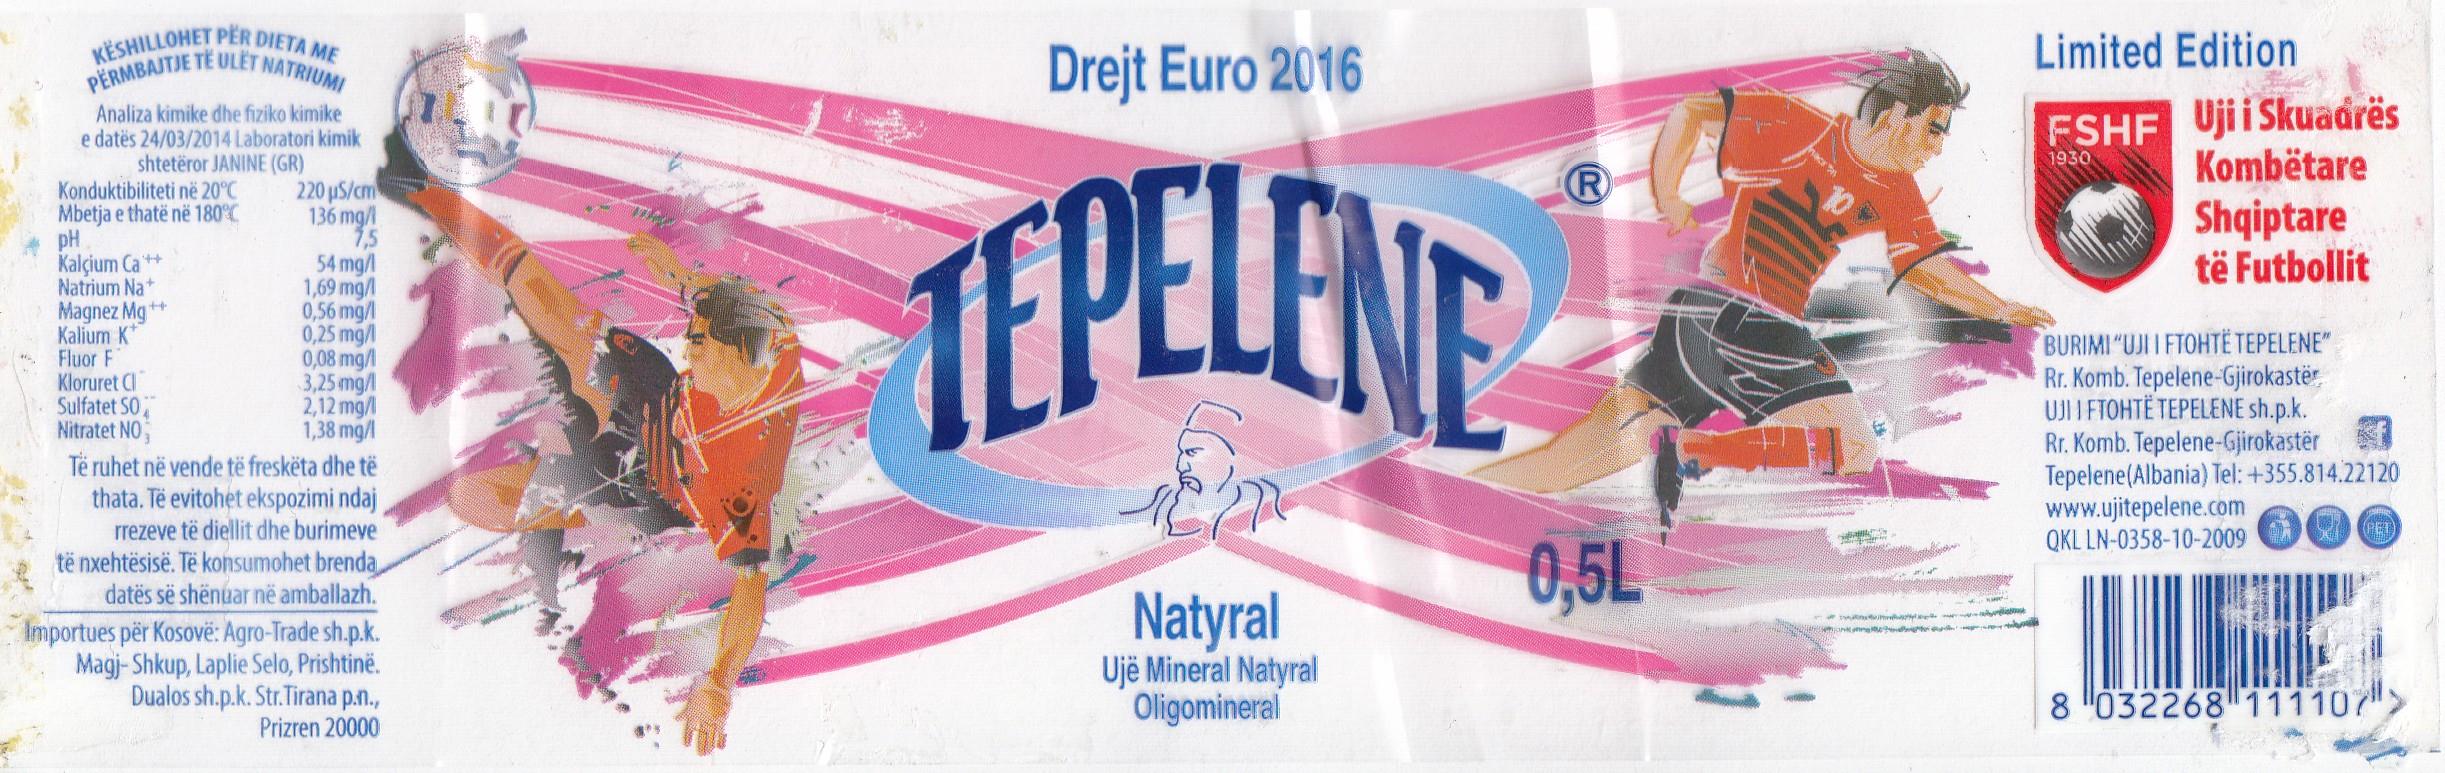 KËSHILLOHET PËR DIETA ME
PËRMBAJTJE TË ULËT NATRIUMI
Analiza kimike dhe fiziko kimike
e datës 24/03/2014 Laboratori kimik
shtetëror JANINE (GR)
Konduktibiliteti në 20°C 220 µS/cm
Mbetja e thatë në 180°C 136 mg/l
pH 7,5
Kalçium Ca⁺⁺ 54 mg/l
Natrium Na⁺ 1,69 mg/l
Magnez Mg⁺⁺ 0,56 mg/l
Kalium K⁺ 0,25 mg/l
Fluor F⁻ 0,08 mg/l
Kloruret Cl⁻ 3,25 mg/l
Sulfatet SO₄⁻⁻ 2,12 mg/l
Nitratet NO₃⁻ 1,38 mg/l
Të ruhet në vende të freskëta dhe të
thata. Të evitohet ekspozimi ndaj
rrezeve të diellit dhe burimeve
të nxehtësisë. Të konsumohet brenda
datës së shënuar në amballazh.
Importues për Kosovë: Agro-Trade sh.p.k.
Magj- Shkup, Laplie Selo, Prishtinë.
Dualos sh.p.k. Str.Tirana p.n.,
Prizren 20000
Drejt Euro 2016
TEPELENE®
Natyral
Ujë Mineral Natyral
Oligomineral
10
0,5L
Limited Edition
FSHF
1930
Uji i Skuadrës
Kombëtare
Shqiptare
të Futbollit
BURIMI "UJI I FTOHTË TEPELENE"
Rr. Komb. Tepelene-Gjirokastër
UJI I FTOHTË TEPELENE sh.p.k.
Rr. Komb. Tepelene-Gjirokastër
f
Tepelene(Albania) Tel: +355.814.22120
www.ujitepelene.com
QKL LN-0358-10-2009
PET
8 032268 111107 >